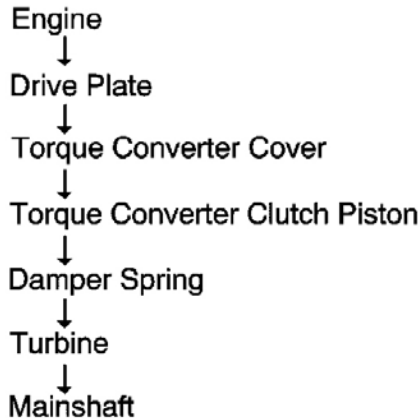 Engine
Drive Plate
Torque Converter Cover
Torque Converter Clutch Piston
Damper Spring
Turbine
Mainshaft